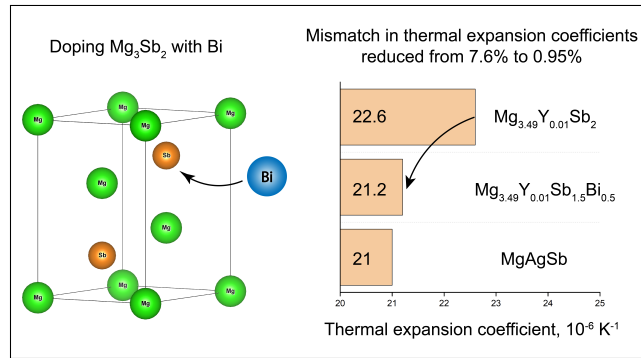 Doping Mg₃Sb₂ with Bi
Mg
Mg
Mg
Mg
Sb
Mg
Bi
Mg
Sb
Mg
Mg
Mg
Mg
Mismatch in thermal expansion coefficients
reduced from 7.6% to 0.95%
22.6
Mg₃.₄₉Y₀.₀₁Sb₂
21.2
Mg₃.₄₉Y₀.₀₁Sb₁.₅Bi₀.₅
21
MgAgSb
20 21 22 23 24 25
Thermal expansion coefficient, 10⁻⁶ K⁻¹